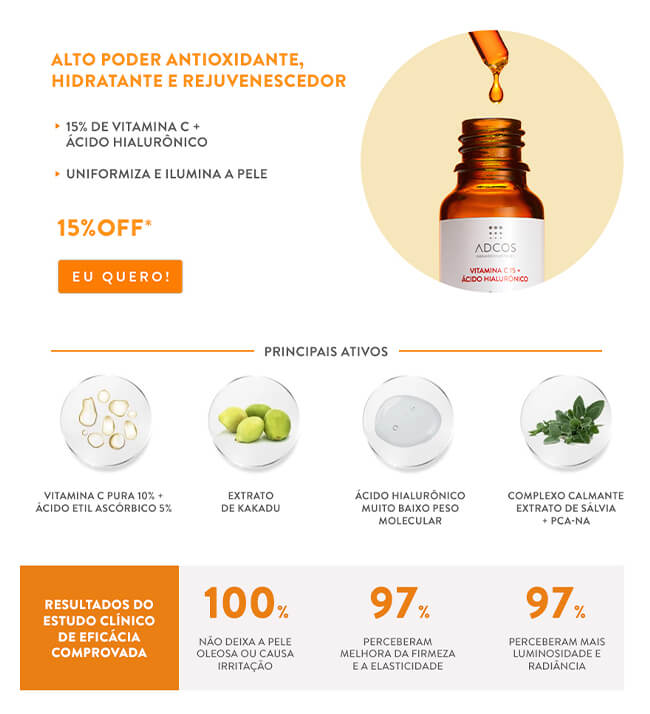 ALTO PODER ANTIOXIDANTE,
HIDRATANTE E REJUVENESCEDOR
15% DE VITAMINA C +
ÁCIDO HIALURÔNICO
UNIFORMIZA E ILUMINA A PELE
15%OFF*
EU QUERO!
ADCOS
VITAMINA C 15 +
ÁCIDO HIALURÔNICO
PRINCIPAIS ATIVOS
VITAMINA C PURA 10% +
ÁCIDO ETIL ASCÓRBICO 5%
EXTRATO
DE KAKADU
ÁCIDO HIALURÔNICO
MUITO BAIXO PESO
MOLECULAR
COMPLEXO CALMANTE
EXTRATO DE SÁLVIA
+ PCA-NA
RESULTADOS DO
ESTUDO CLÍNICO
DE EFICÁCIA
COMPROVADA
100%
NÃO DEIXA A PELE
OLEOSA OU CAUSA
IRRITAÇÃO
97%
PERCEBERAM
MELHORA DA FIRMEZA
E A ELASTICIDADE
97%
PERCEBERAM MAIS
LUMINOSIDADE E
RADIÂNCIA